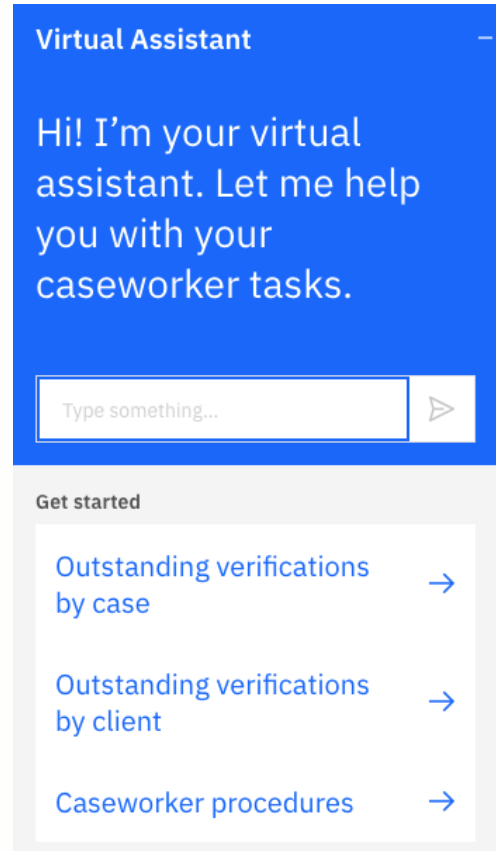 Virtual Assistant
Hi! I’m your virtual
assistant. Let me help
you with your
caseworker tasks.
Type something...
Get started
Outstanding verifications
by case
Outstanding verifications
by client
Caseworker procedures